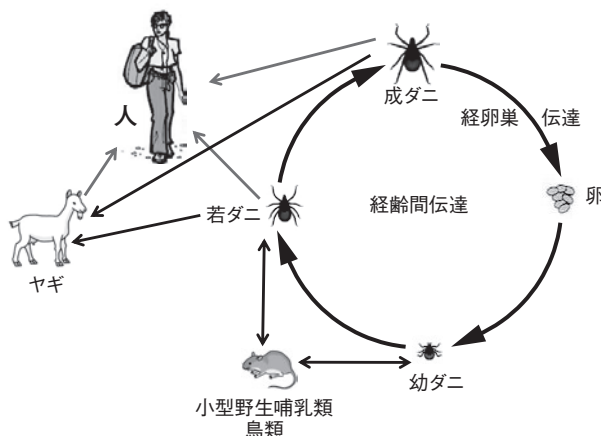 人
成ダニ
経卵巣 伝達
若ダニ
経齢間伝達
卵
ヤギ
幼ダニ
小型野生哺乳類
鳥類